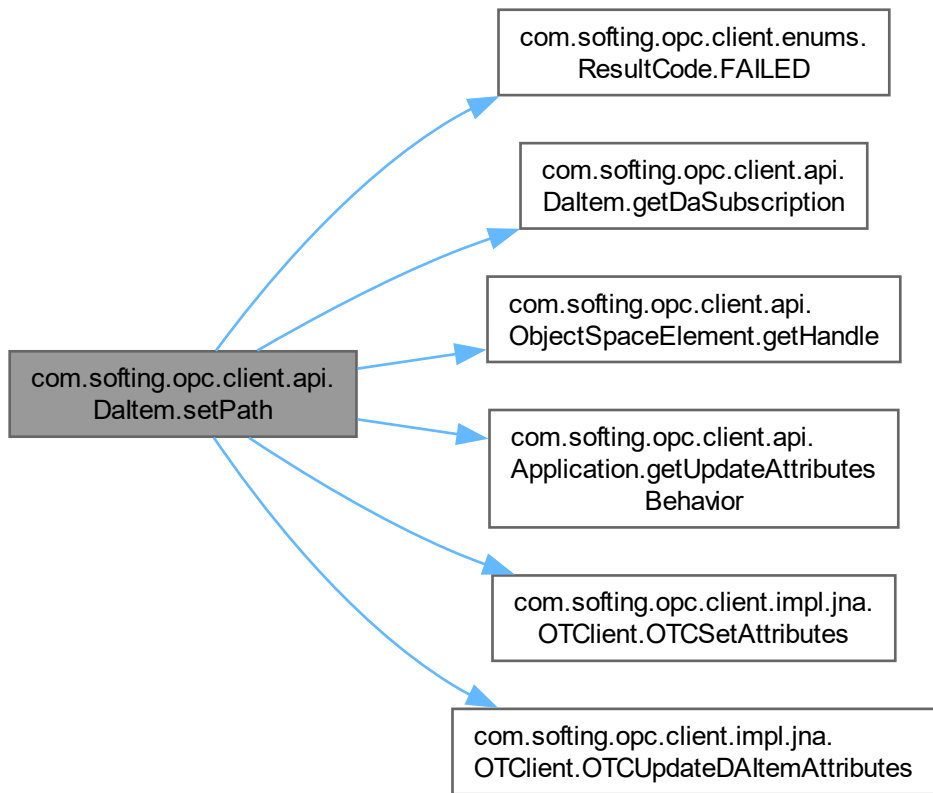 com.softing.opc.client.enums.
ResultCode.FAILED
com.softing.opc.client.api.
DaItem.getDaSubscription
com.softing.opc.client.api.
ObjectSpaceElement.getHandle
com.softing.opc.client.api.
DaItem.setPath
com.softing.opc.client.api.
Application.getUpdateAttributes
Behavior
com.softing.opc.client.impl.jna.
OTClient.OTCSetAttributes
com.softing.opc.client.impl.jna.
OTClient.OTCUpdateDAItemAttributes